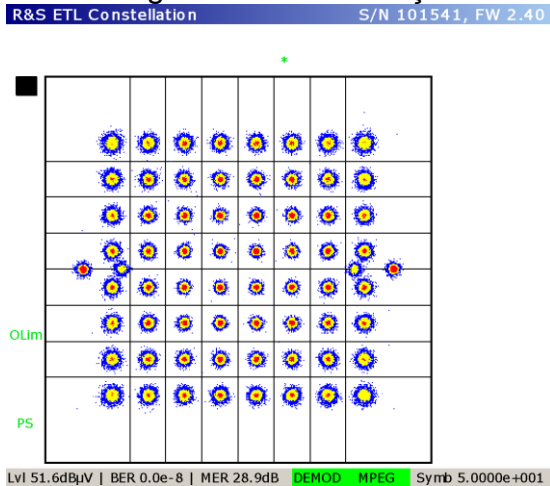 R&S ETL Constellation S/N 101541, FW 2.40
*
OLim
PS
Lvl 51.6dBµV | BER 0.0e-8 | MER 28.9dB DEMOD MPEG Symb 5.0000e+001